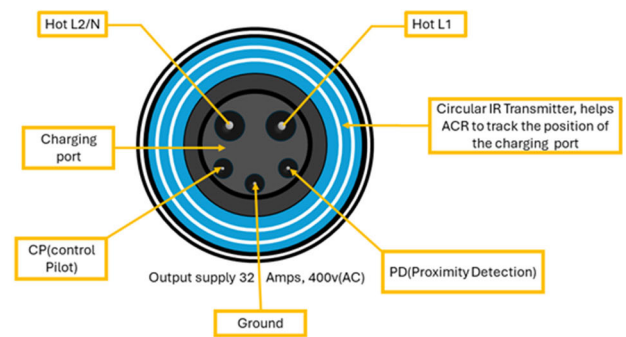 Hot L2/N
Hot L1
Circular IR Transmitter, helps
ACR to track the position of
the charging port
Charging
port
CP(control
Pilot)
PD(Proximity Detection)
Output supply 32 Amps, 400v(AC)
Ground